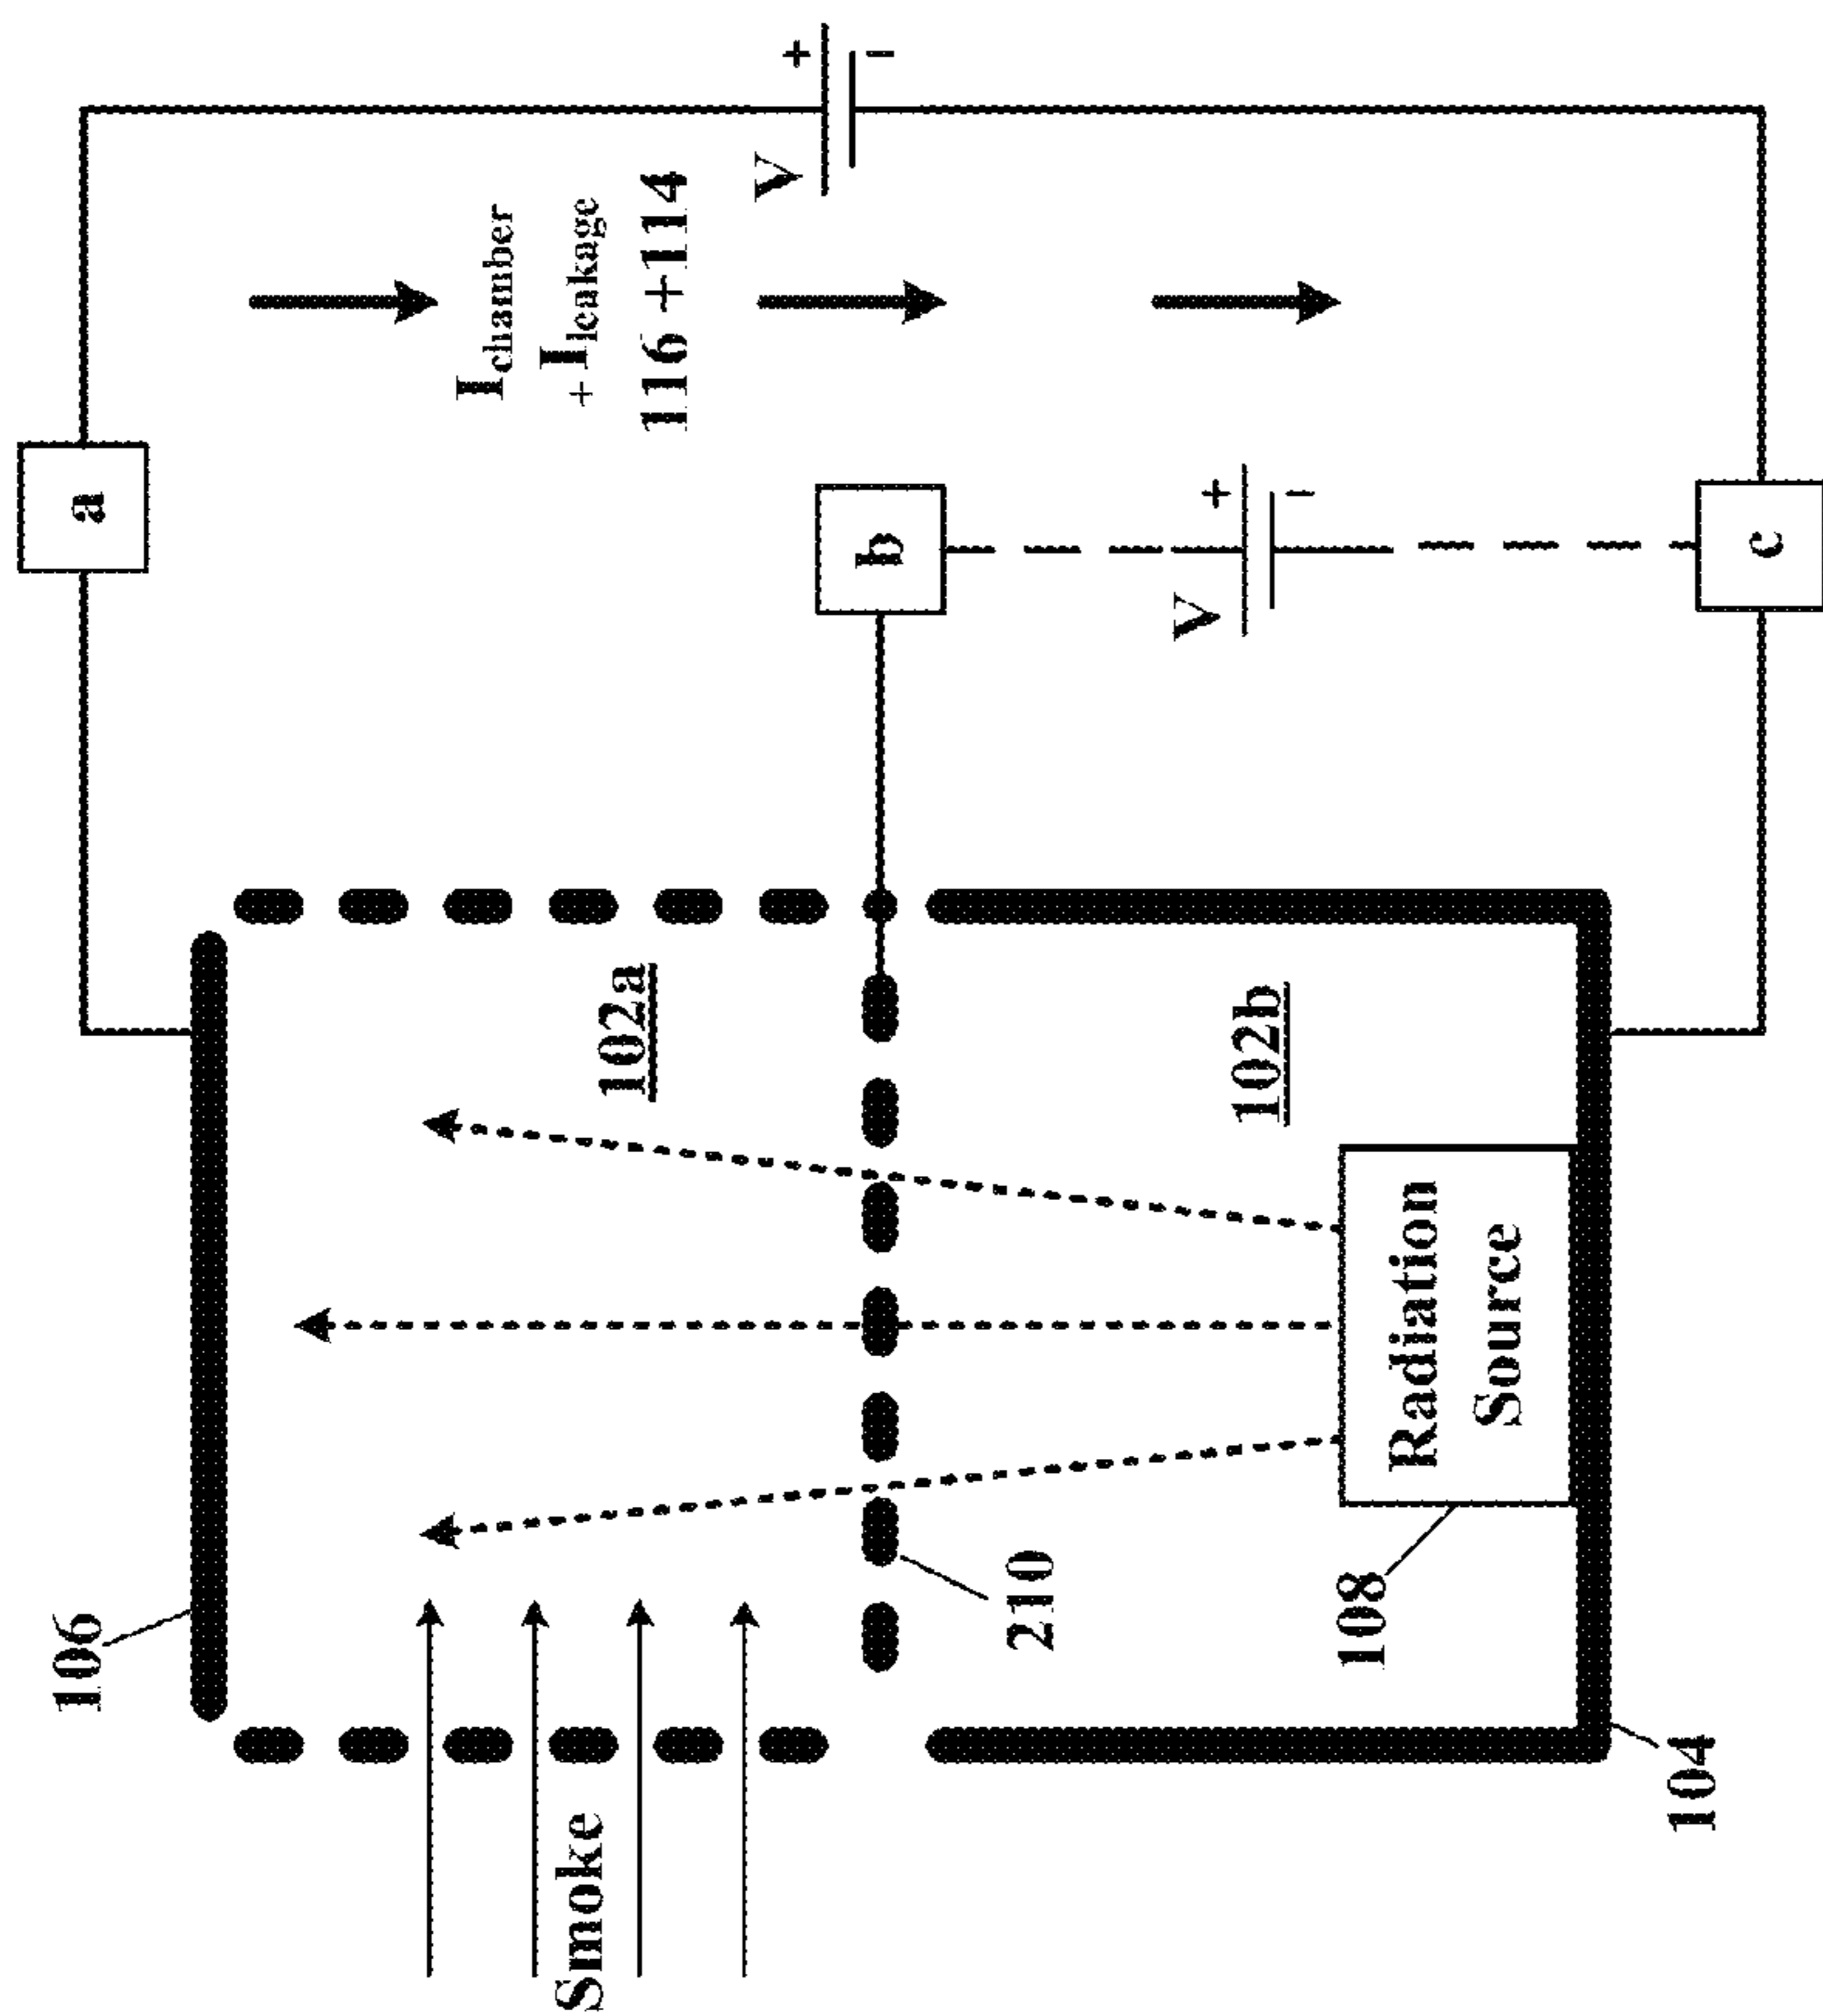 106
a
Smoke
102a
I_chamber
+ I_leakage
116 +114
V
+
−
210
b
102b
V
+
−
108
Radiation
Source
104
c